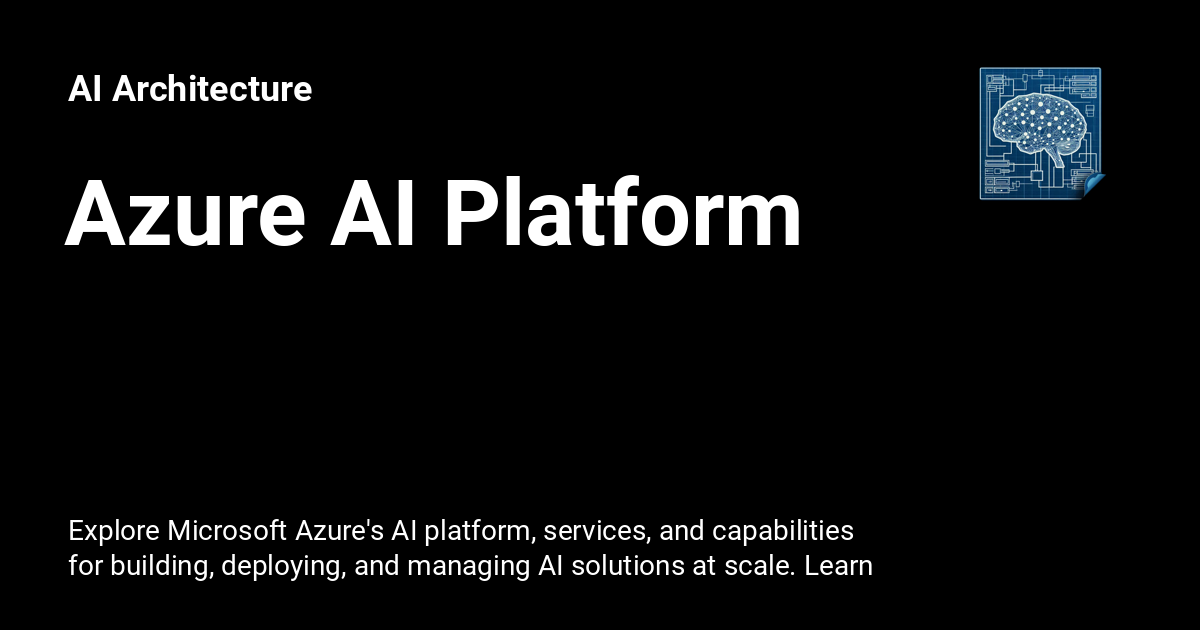 AI Architecture
Azure AI Platform
Explore Microsoft Azure's AI platform, services, and capabilities
for building, deploying, and managing AI solutions at scale. Learn